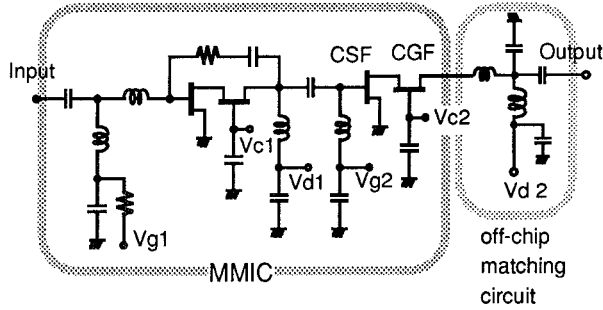 Input
CSF
CGF
Output
Vc1
Vc2
Vd1
Vg2
Vd 2
Vg1
MMIC
off-chip
matching
circuit